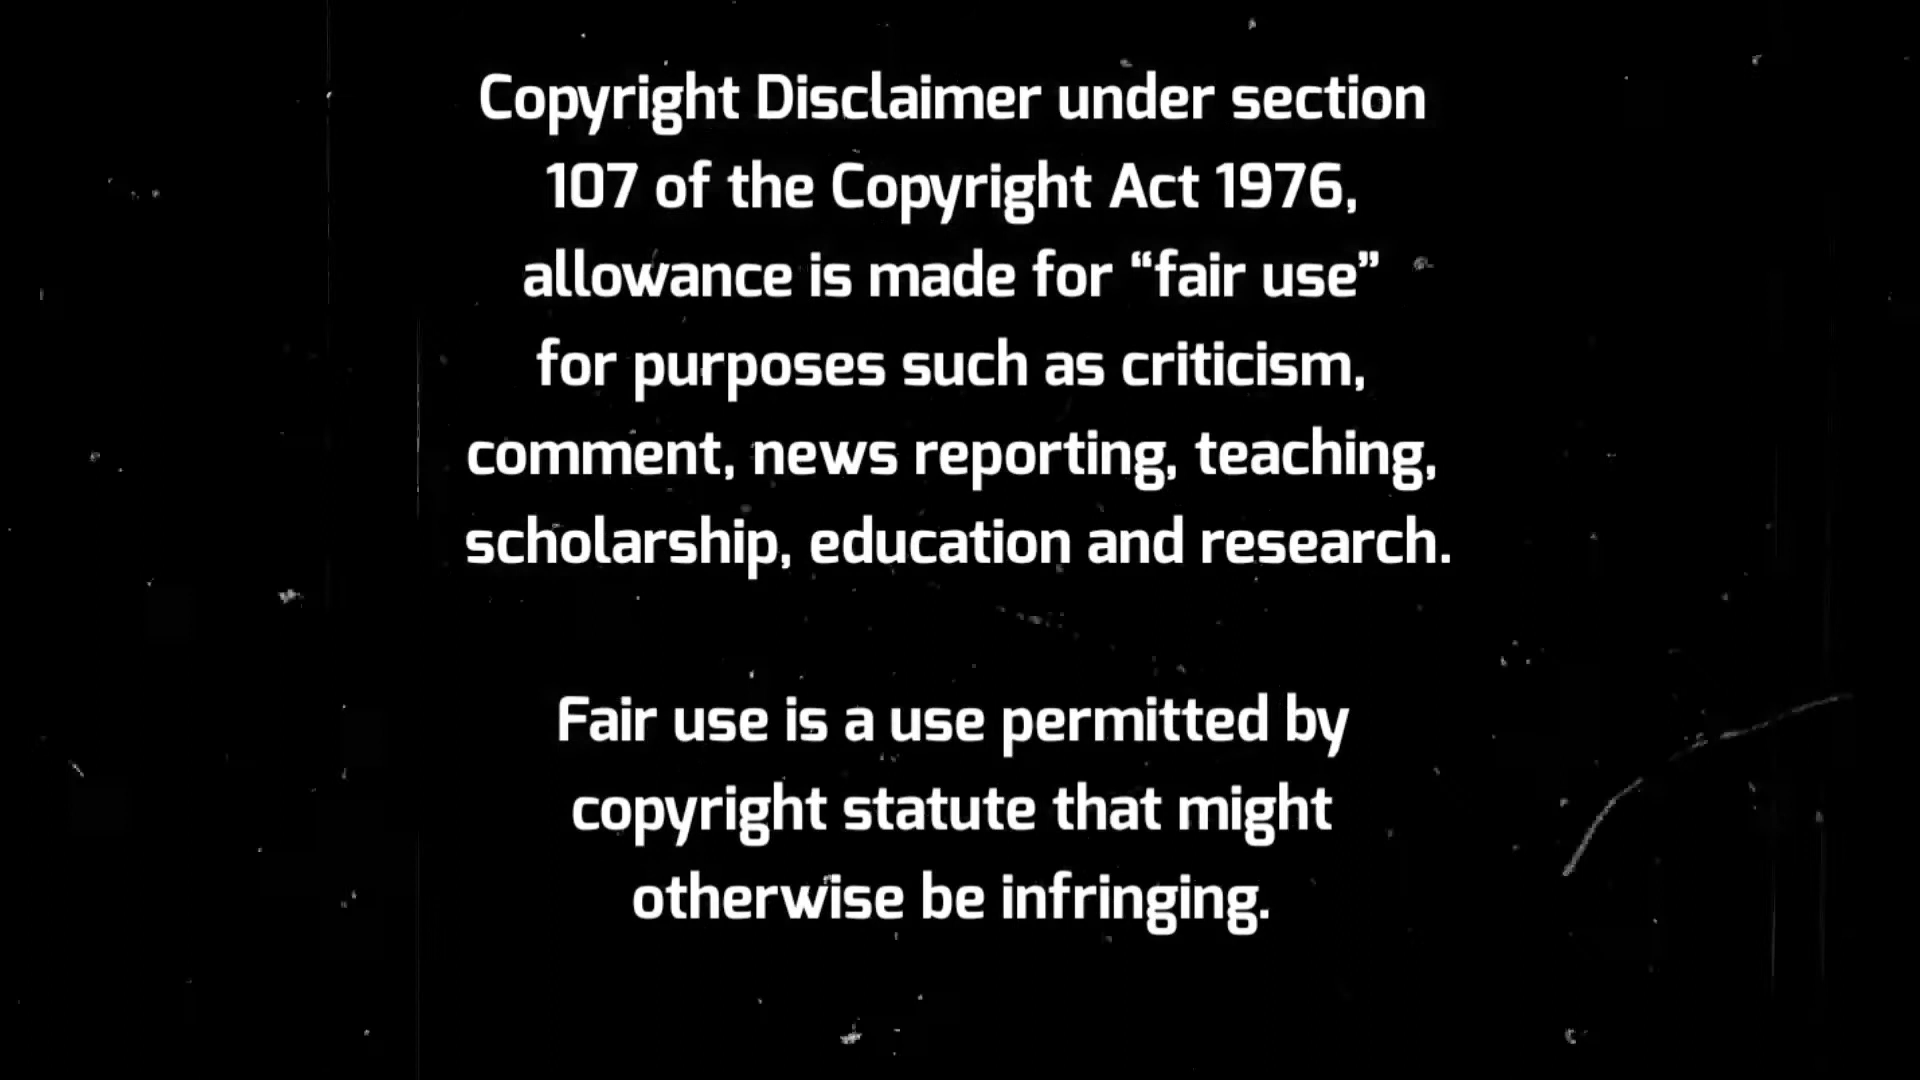 Copyright Disclaimer under section
107 of the Copyright Act 1976,
allowance is made for “fair use”
for purposes such as criticism,
comment, news reporting, teaching,
scholarship, education and research.
Fair use is a use permitted by
copyright statute that might
otherwise be infringing.